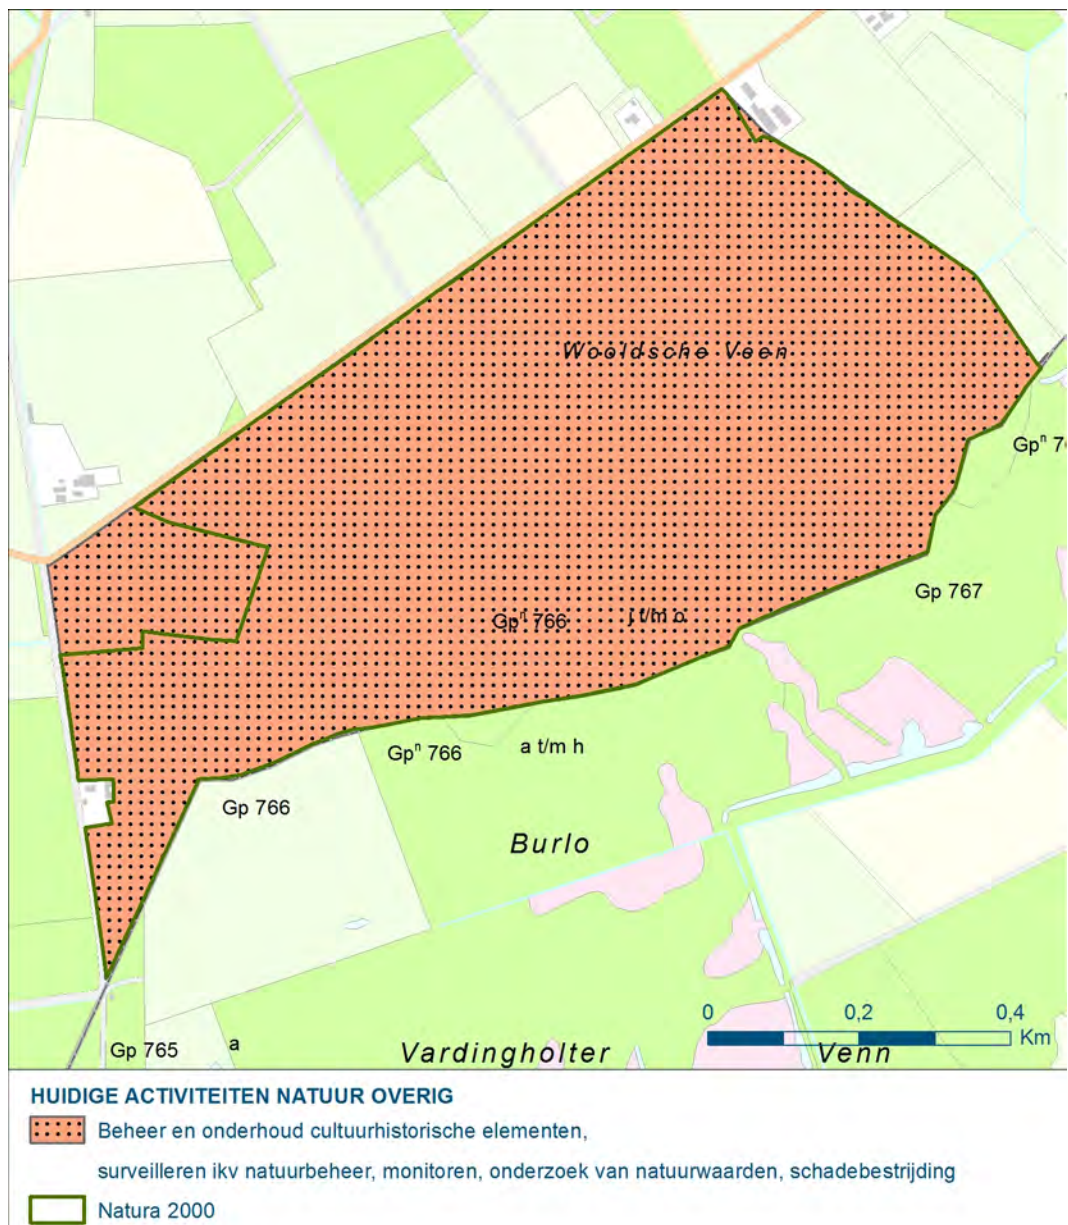 Wooldsche Veen
Gpⁿ 76
Gp 767
Gpⁿ 766
j t/m o
Gpⁿ 766
a t/m h
Gp 766
Burlo
0 0,2 0,4
Km
Gp 765
a
Vardingholter Venn
HUIDIGE ACTIVITEITEN NATUUR OVERIG
Beheer en onderhoud cultuurhistorische elementen,
surveilleren ikv natuurbeheer, monitoren, onderzoek van natuurwaarden, schadebestrijding
Natura 2000